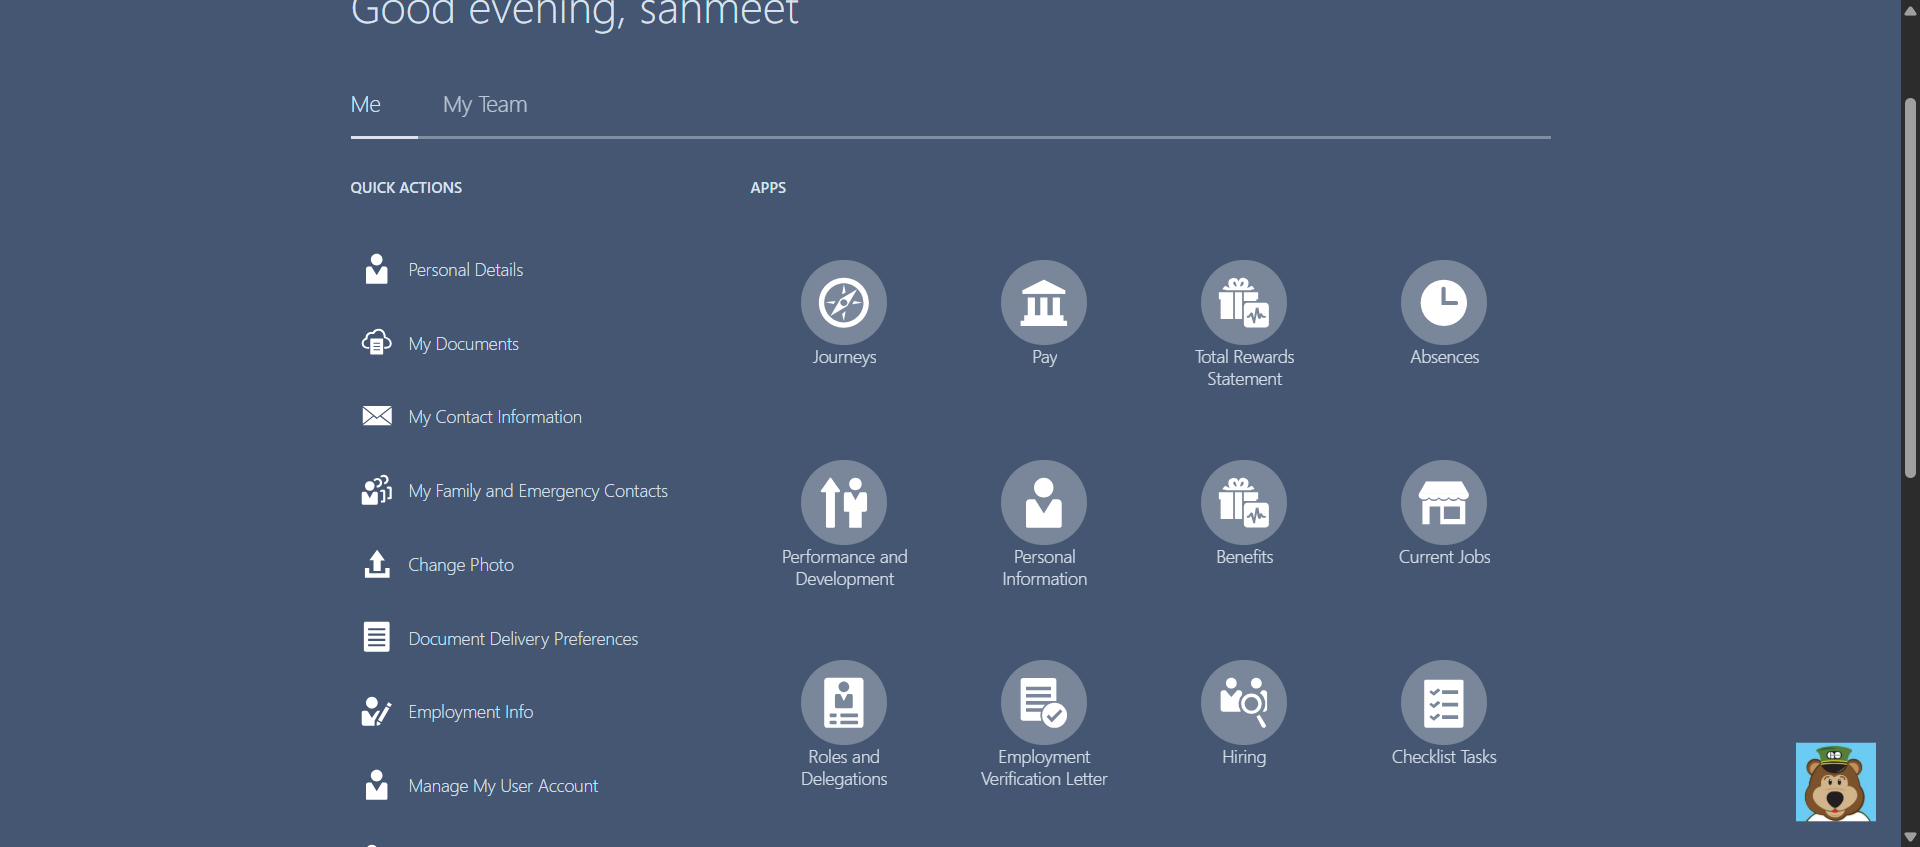 Good evening, sanmeet
Me
My Team
QUICK ACTIONS
Personal Details
My Documents
My Contact Information
My Family and Emergency Contacts
Change Photo
Document Delivery Preferences
Employment Info
Manage My User Account
APPS
Journeys
Pay
Total Rewards
Statement
Absences
Performance and
Development
Personal
Information
Benefits
Current Jobs
Roles and
Delegations
Employment
Verification Letter
Hiring
Checklist Tasks